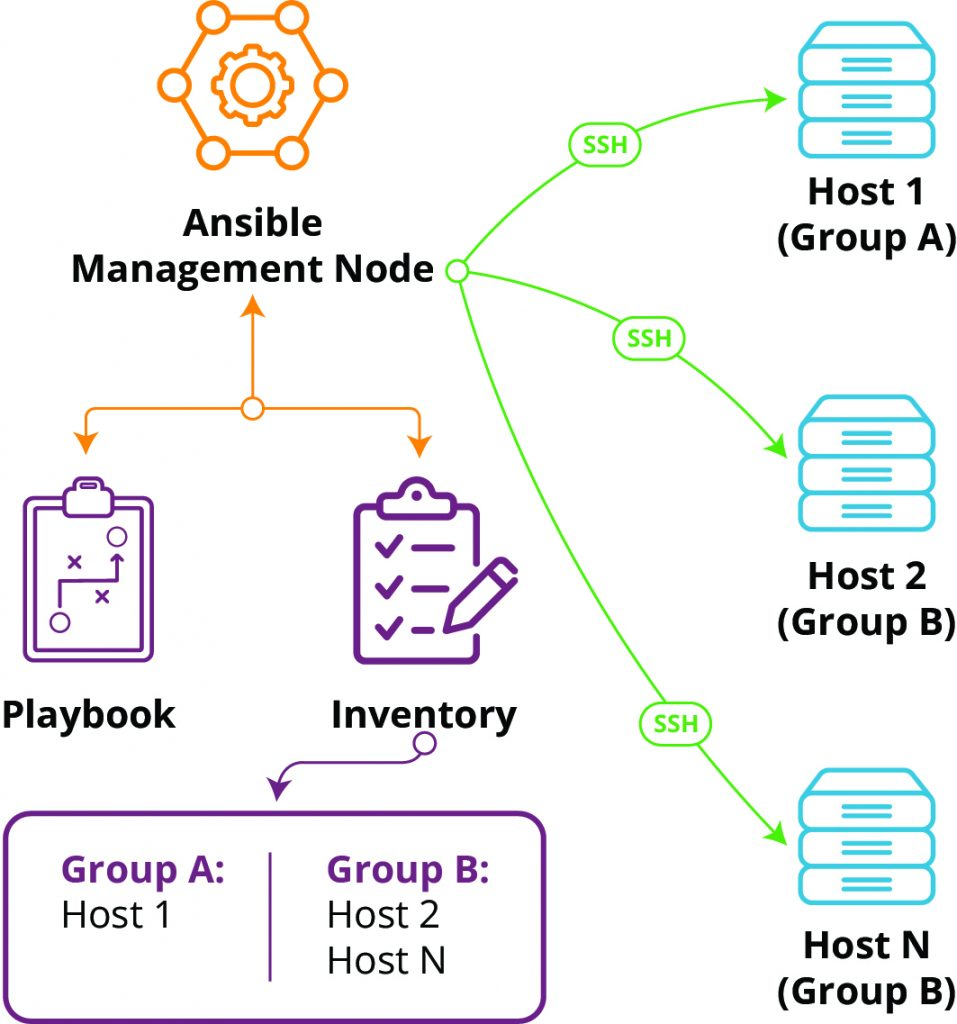 Ansible
Management Node
SSH
Host 1
(Group A)
SSH
Host 2
(Group B)
SSH
Host N
(Group B)
Playbook
Inventory
Group A:
Host 1
Group B:
Host 2
Host N